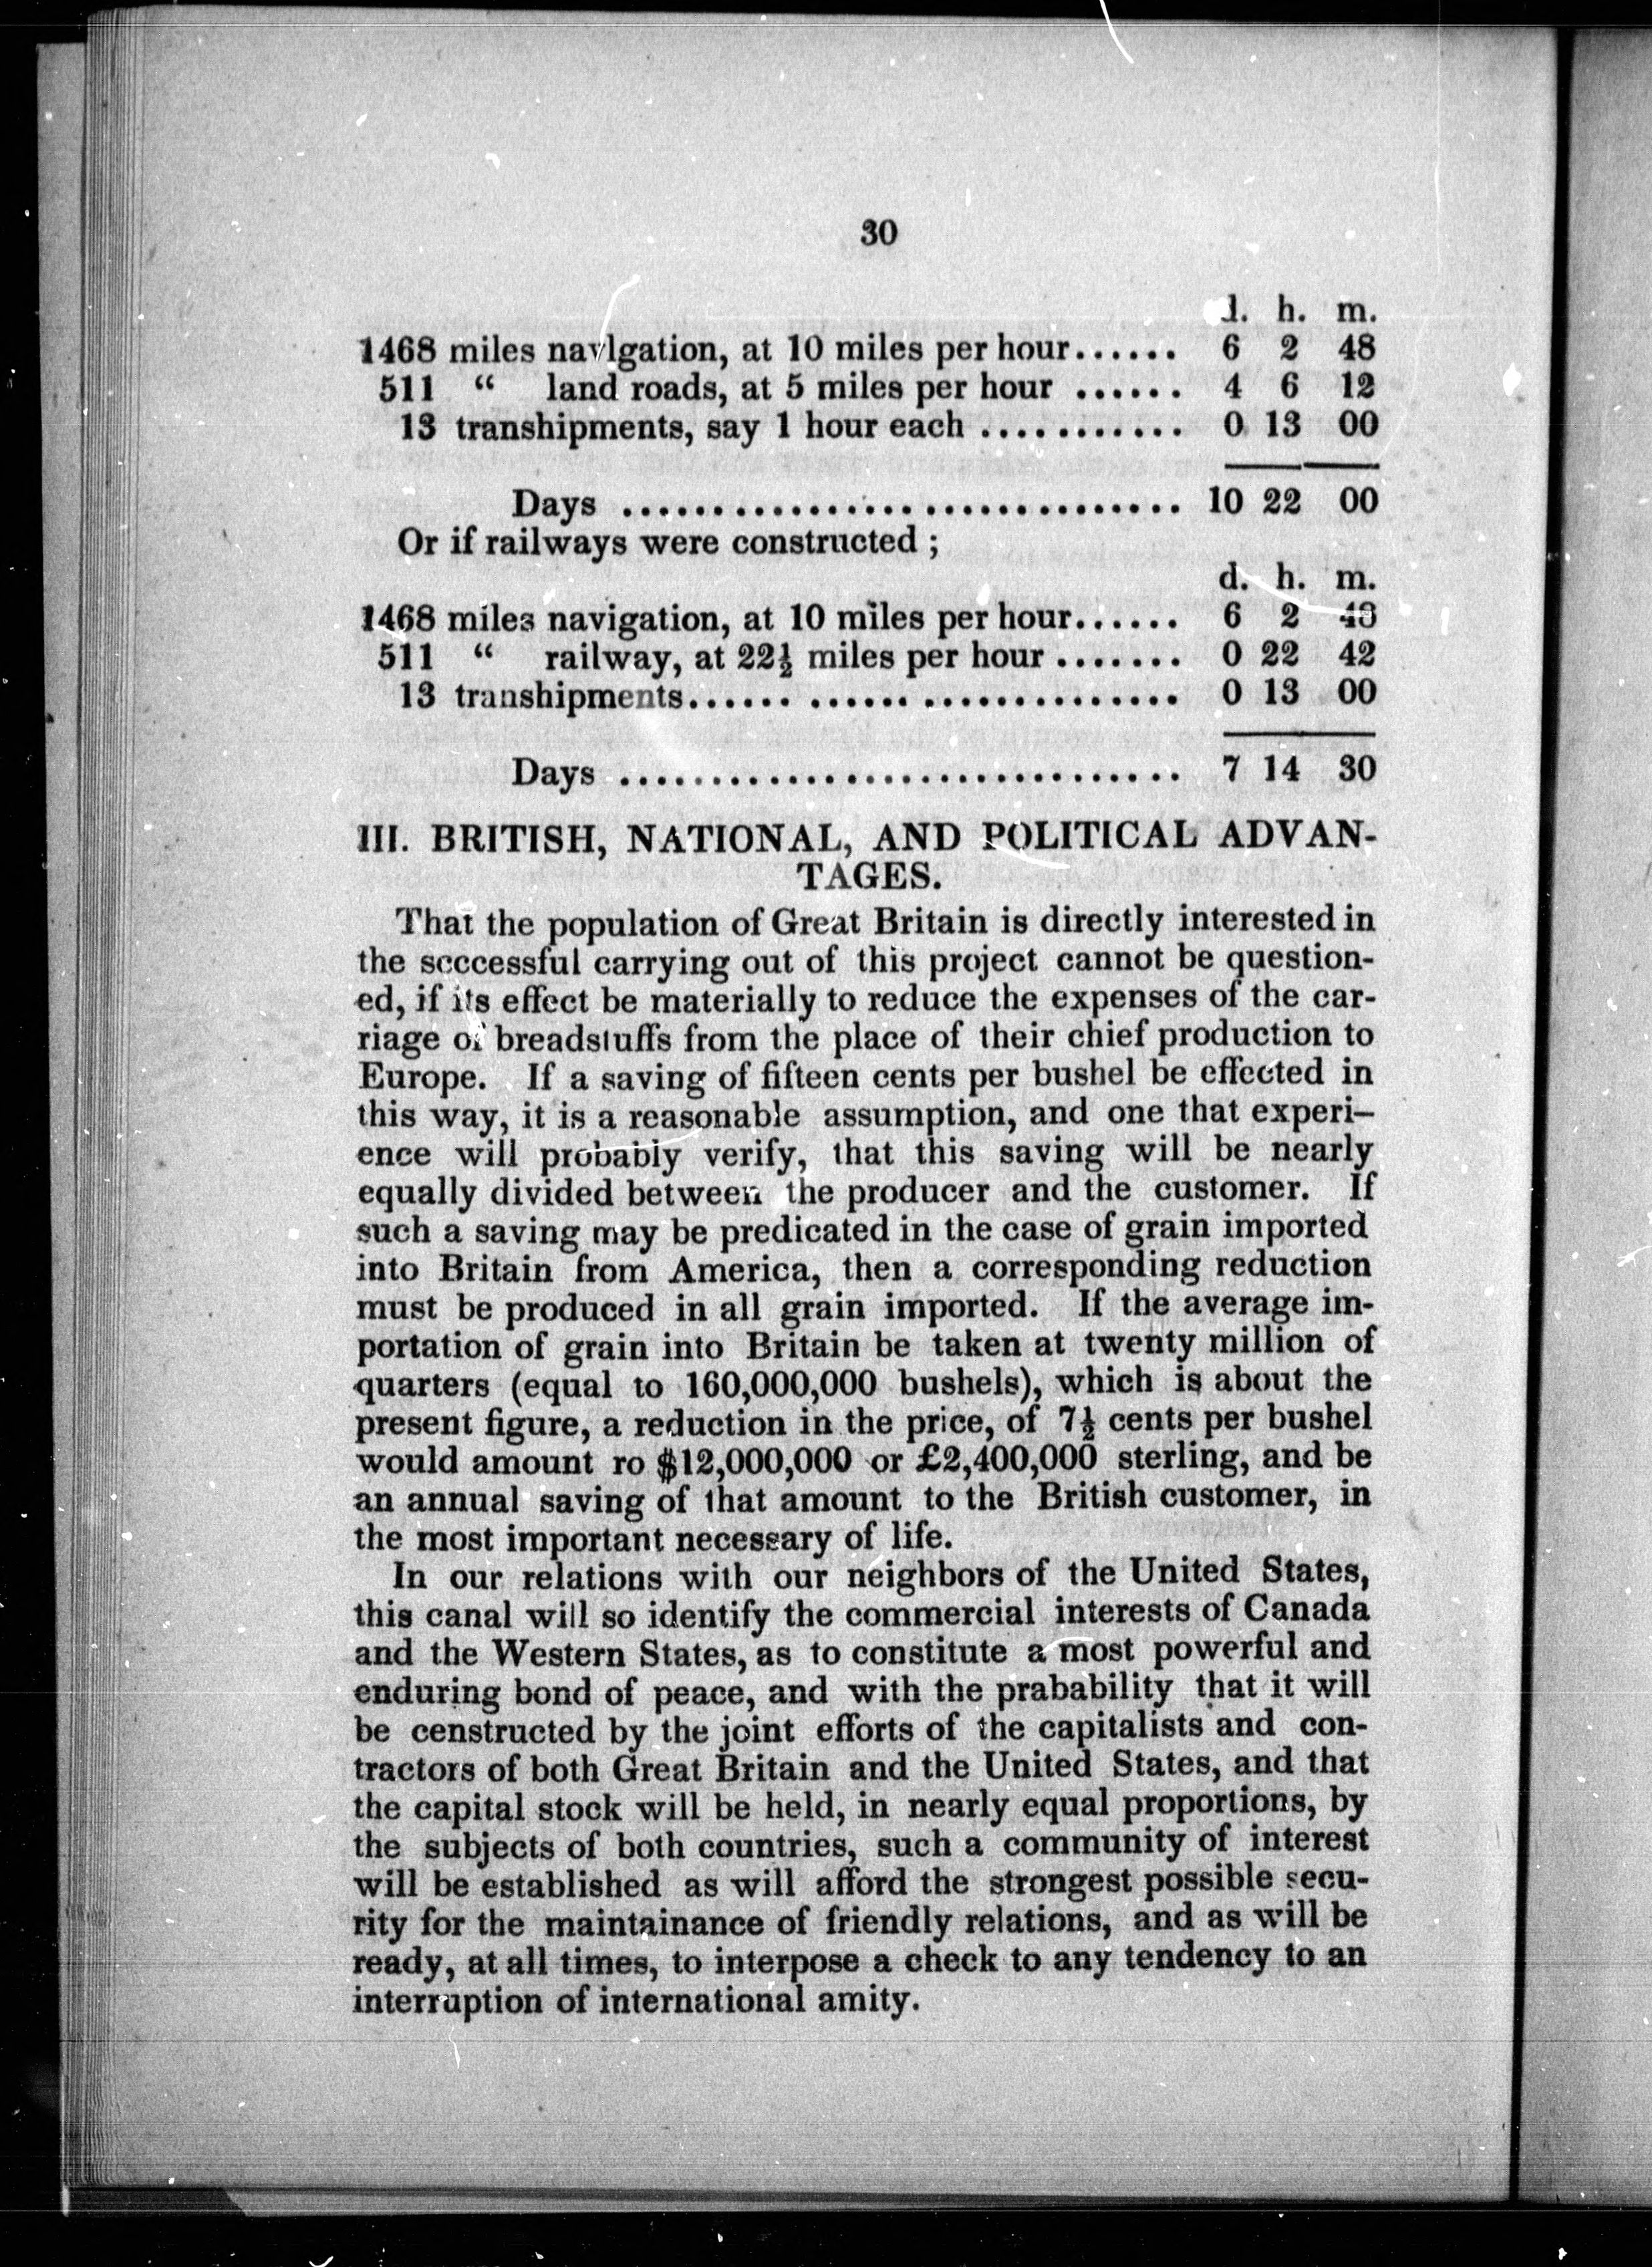 30
d. h. m.
1468 miles navlgation, at 10 miles per hour...... 6 2 48
511 “ land roads, at 5 miles per hour ...... 4 6 12
13 transhipments, say 1 hour each ........... 0 13 00
Days .............................. 10 22 00
Or if railways were constructed ;
d. h. m.
1468 miles navigation, at 10 miles per hour...... 6 2 48
511 “ railway, at 22½ miles per hour ....... 0 22 42
13 transhipments...... ...... .............. 0 13 00
Days .............................. 7 14 30
III. BRITISH, NATIONAL, AND POLITICAL ADVAN-
TAGES.
That the population of Great Britain is directly interested in
the seccessful carrying out of this project cannot be question-
ed, if its effect be materially to reduce the expenses of the car-
riage of breadstuffs from the place of their chief production to
Europe. If a saving of fifteen cents per bushel be effected in
this way, it is a reasonable assumption, and one that experi-
ence will probably verify, that this saving will be nearly
equally divided between the producer and the customer. If
such a saving may be predicated in the case of grain imported
into Britain from America, then a corresponding reduction
must be produced in all grain imported. If the average im-
portation of grain into Britain be taken at twenty million of
quarters (equal to 160,000,000 bushels), which is about the
present figure, a reduction in the price, of 7½ cents per bushel
would amount ro $12,000,000 or £2,400,000 sterling, and be
an annual saving of that amount to the British customer, in
the most important necessary of life.
In our relations with our neighbors of the United States,
this canal will so identify the commercial interests of Canada
and the Western States, as to constitute a most powerful and
enduring bond of peace, and with the prabability that it will
be censtructed by the joint efforts of the capitalists and con-
tractors of both Great Britain and the United States, and that
the capital stock will be held, in nearly equal proportions, by
the subjects of both countries, such a community of interest
will be established as will afford the strongest possible secu-
rity for the maintainance of friendly relations, and as will be
ready, at all times, to interpose a check to any tendency to an
interruption of international amity.